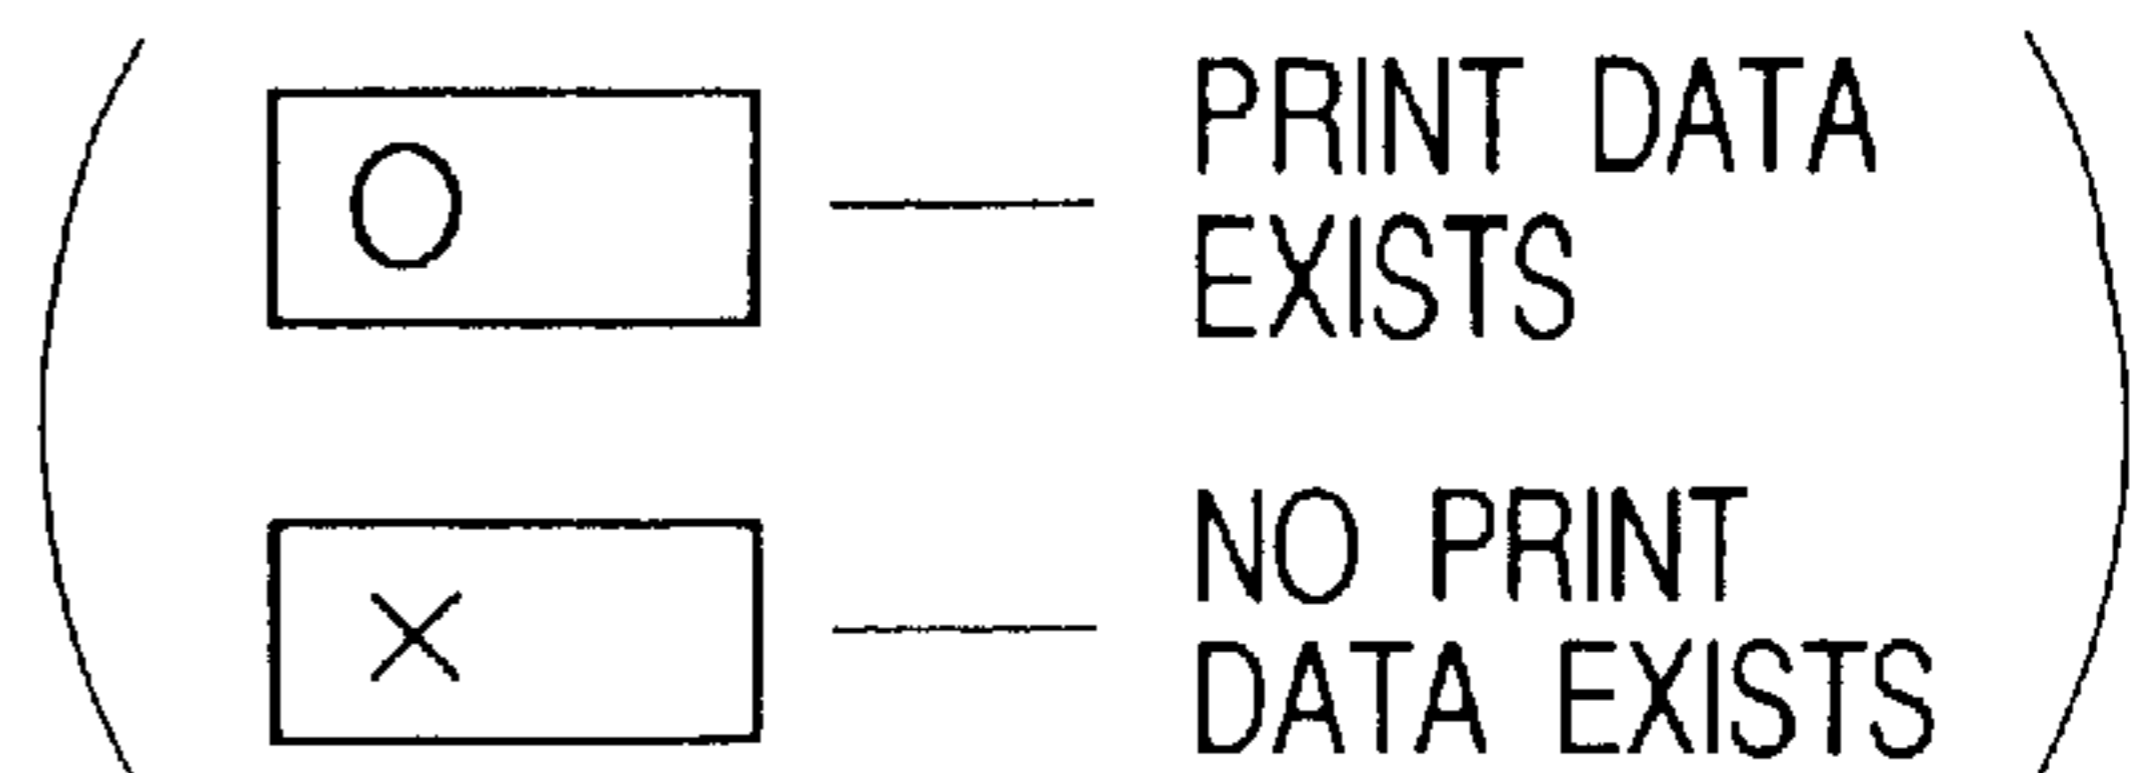 O — PRINT DATA
EXISTS
× — NO PRINT
DATA EXISTS